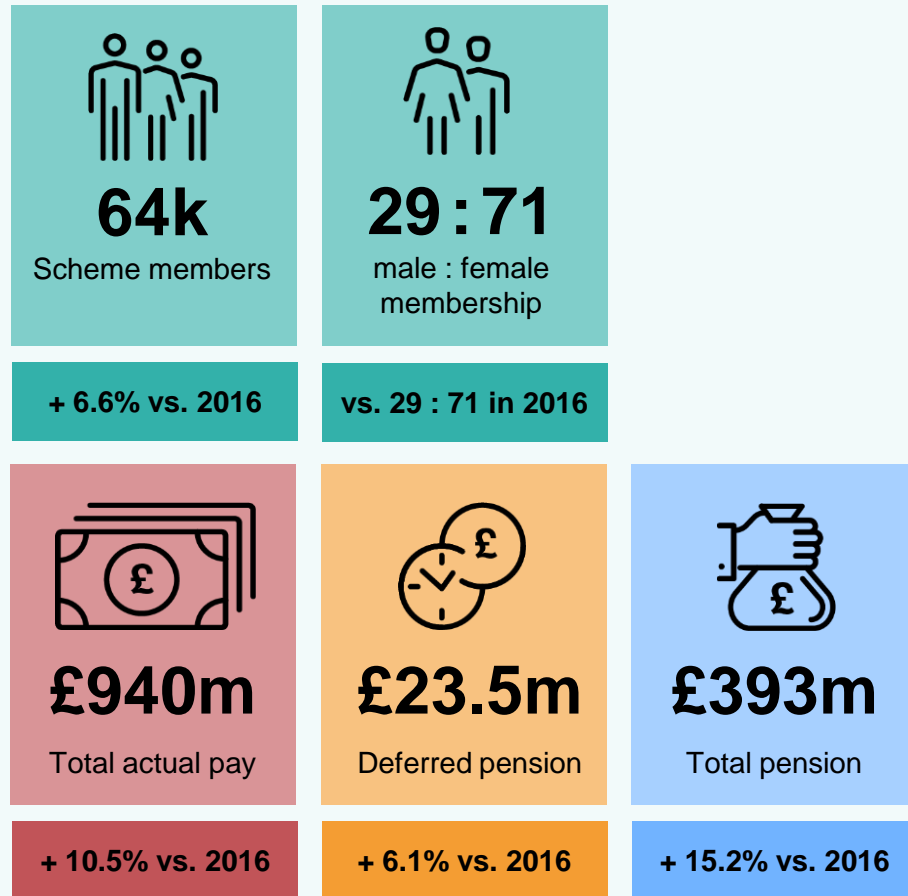 64k
Scheme members
29 : 71
male : female
membership
+ 6.6% vs. 2016
vs. 29 : 71 in 2016
£
£940m
Total actual pay
£
£23.5m
Deferred pension
£
£393m
Total pension
+ 10.5% vs. 2016
+ 6.1% vs. 2016
+ 15.2% vs. 2016